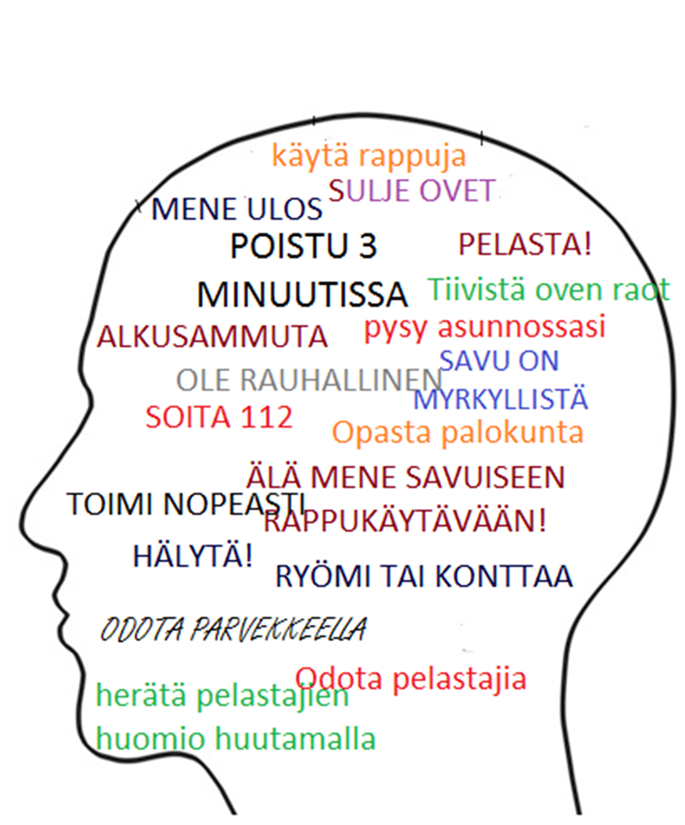 käytä rappuja
SULJE OVET
MENE ULOS
POISTU 3
MINUUTISSA
PELASTA!
Tiivistä oven raot
ALKUSAMMUTA
pysy asunnossasi
OLE RAUHALLINEN
SAVU ON
MYRKYLLISTÄ
SOITA 112
Opasta palokunta
ÄLÄ MENE SAVUISEEN
RAPPUKÄYTÄVÄÄN!
TOIMI NOPEASTI
HÄLYTÄ!
RYÖMI TAI KONTTAA
ODOTA PARVEKKEELLA
Odota pelastajia
herätä pelastajien
huomio huutamalla